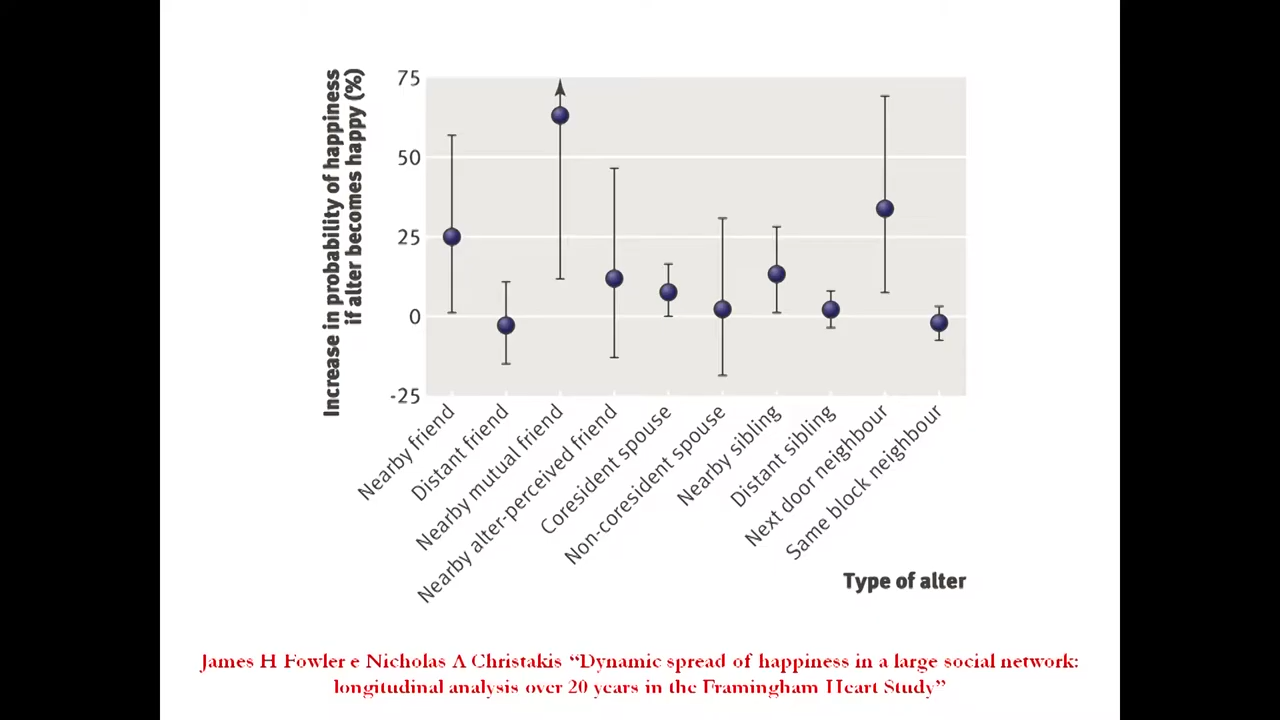 Increase in probability of happiness
if alter becomes happy (%)
75
50
25
0
-25
Nearby friend
Distant friend
Nearby mutual friend
Nearby alter-perceived friend
Coresident spouse
Non-coresident spouse
Nearby sibling
Distant sibling
Next door neighbour
Same block neighbour
Type of alter
James H Fowler e Nicholas A Christakis “Dynamic spread of happiness in a large social network:
longitudinal analysis over 20 years in the Framingham Heart Study”